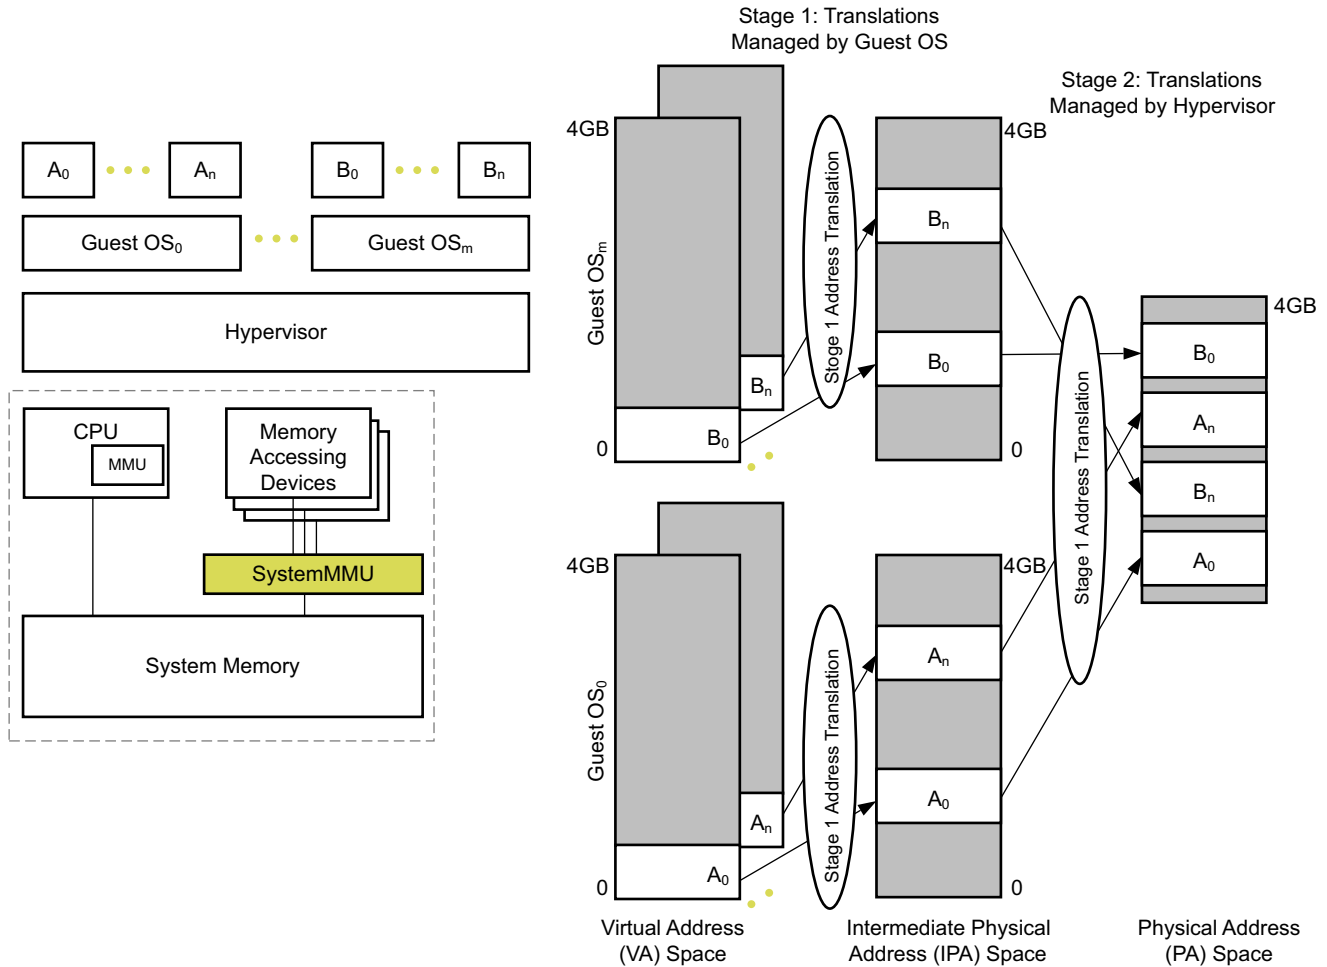 Stage 1: Translations
Managed by Guest OS
Stage 2: Translations
Managed by Hypervisor
A0
An
B0
Bn
Guest OS0
Guest OSm
Hypervisor
CPU
MMU
Memory
Accessing
Devices
SystemMMU
System Memory
4GB
Guest OSm
0
Bn
B0
Stoge 1 Address Translation
4GB
Bn
B0
0
4GB
Guest OS0
0
An
A0
Stage 1 Address Translation
4GB
An
A0
0
Stage 1 Address Translation
4GB
B0
An
Bn
A0
Virtual Address
(VA) Space
Intermediate Physical
Address (IPA) Space
Physical Address
(PA) Space